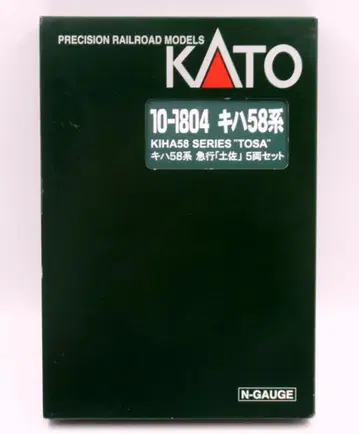 PRECISION RAILROAD MODELS
KATO
10-1804 キハ58系
KIHA58 SERIES "TOSA"
キハ58系 急行「土佐」 5両セット
N-GAUGE